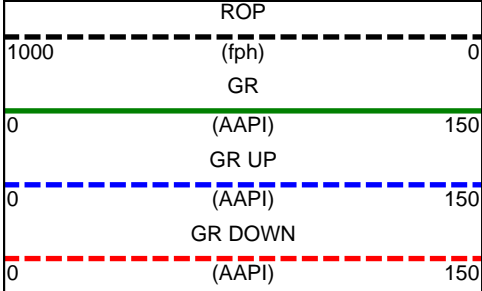 ROP
1000 (fph) 0
GR
0 (AAPI) 150
GR UP
0 (AAPI) 150
GR DOWN
0 (AAPI) 150